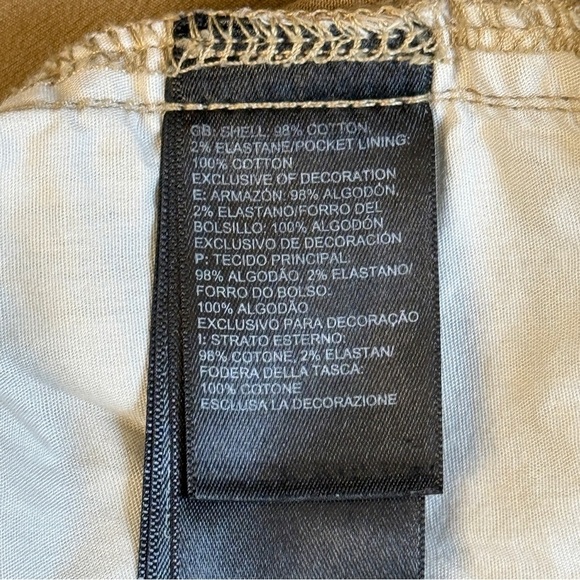 GB: SHELL: 98% COTTON,
2% ELASTANE/POCKET LINING:
100% COTTON
EXCLUSIVE OF DECORATION
E: ARMAZÓN: 98% ALGODÓN,
2% ELASTANO/FORRO DEL
BOLSILLO: 100% ALGODÓN
EXCLUSIVO DE DECORACIÓN
P: TECIDO PRINCIPAL:
98% ALGODÃO, 2% ELASTANO/
FORRO DO BOLSO:
100% ALGODÃO
EXCLUSIVO PARA DECORAÇÃO
I: STRATO ESTERNO:
98% COTONE, 2% ELASTAN/
FODERA DELLA TASCA:
100% COTONE
ESCLUSA LA DECORAZIONE